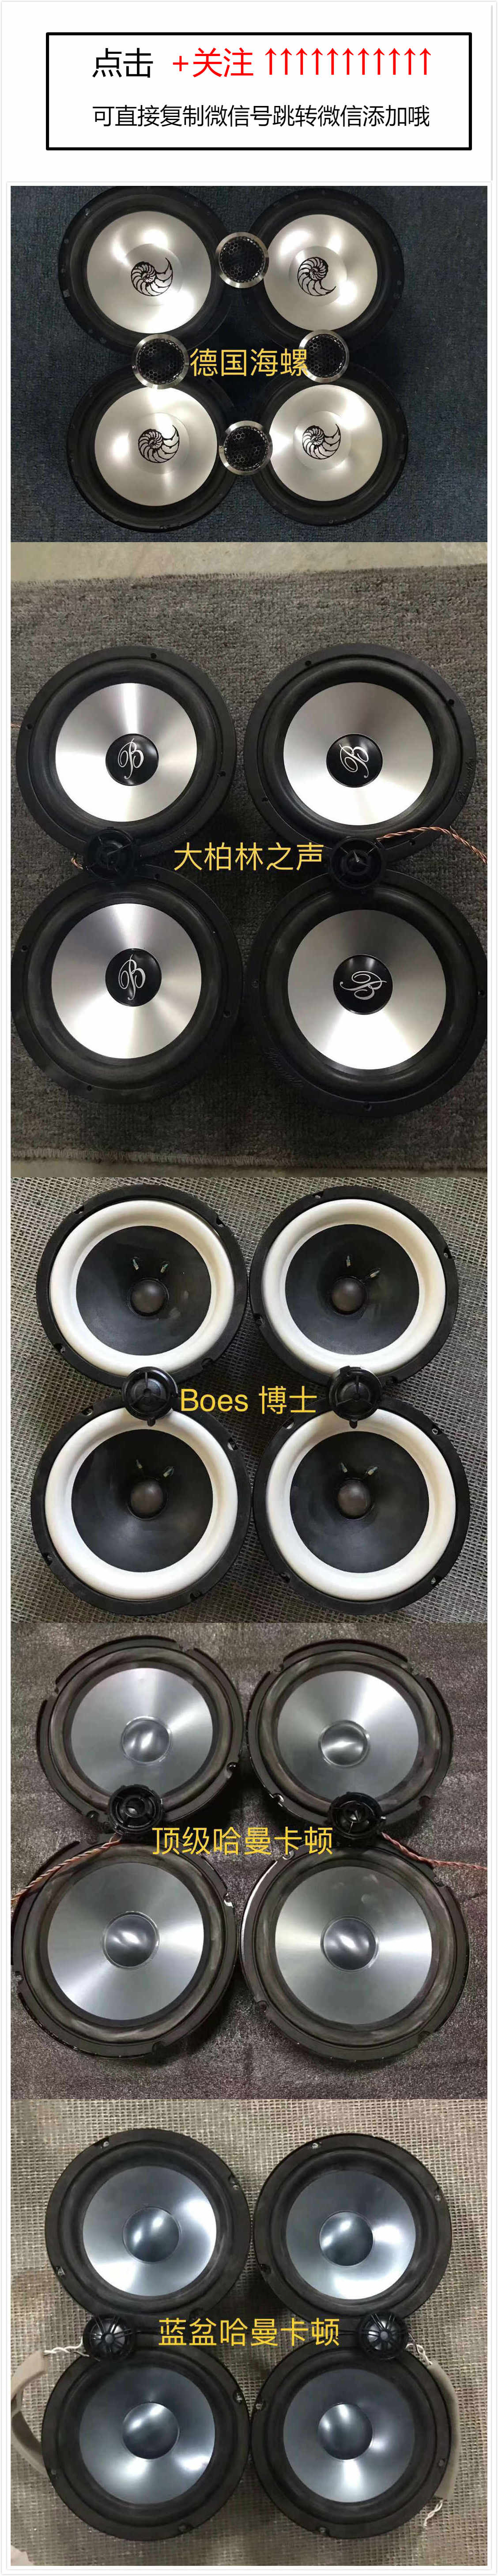 点击 +关注 ↑↑↑↑↑↑↑↑↑↑↑
可直接复制微信号跳转微信添加哦
德国海螺
大柏林之声
Boes 博士
顶级哈曼卡顿
蓝盆哈曼卡顿